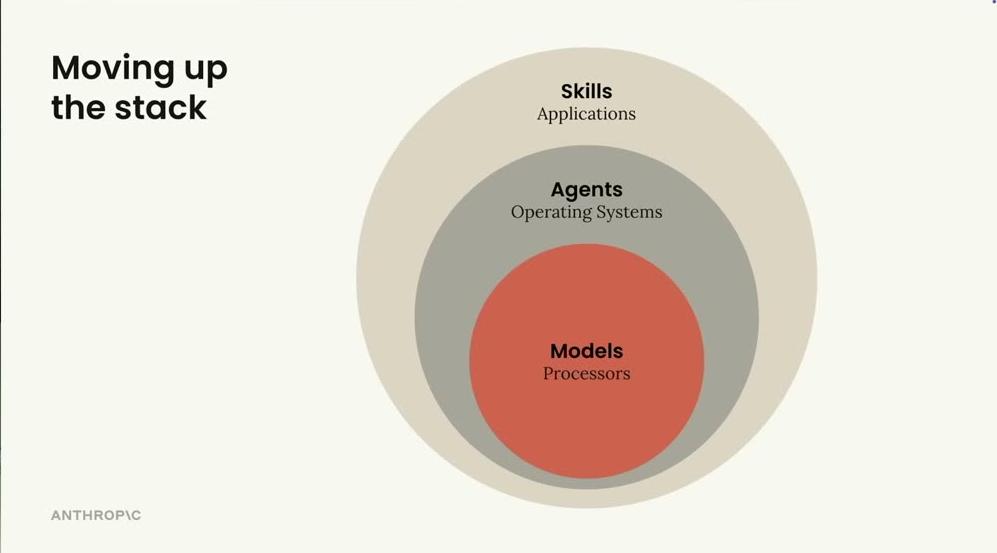 Moving up
the stack
Skills
Applications
Agents
Operating Systems
Models
Processors
ANTHROP\C